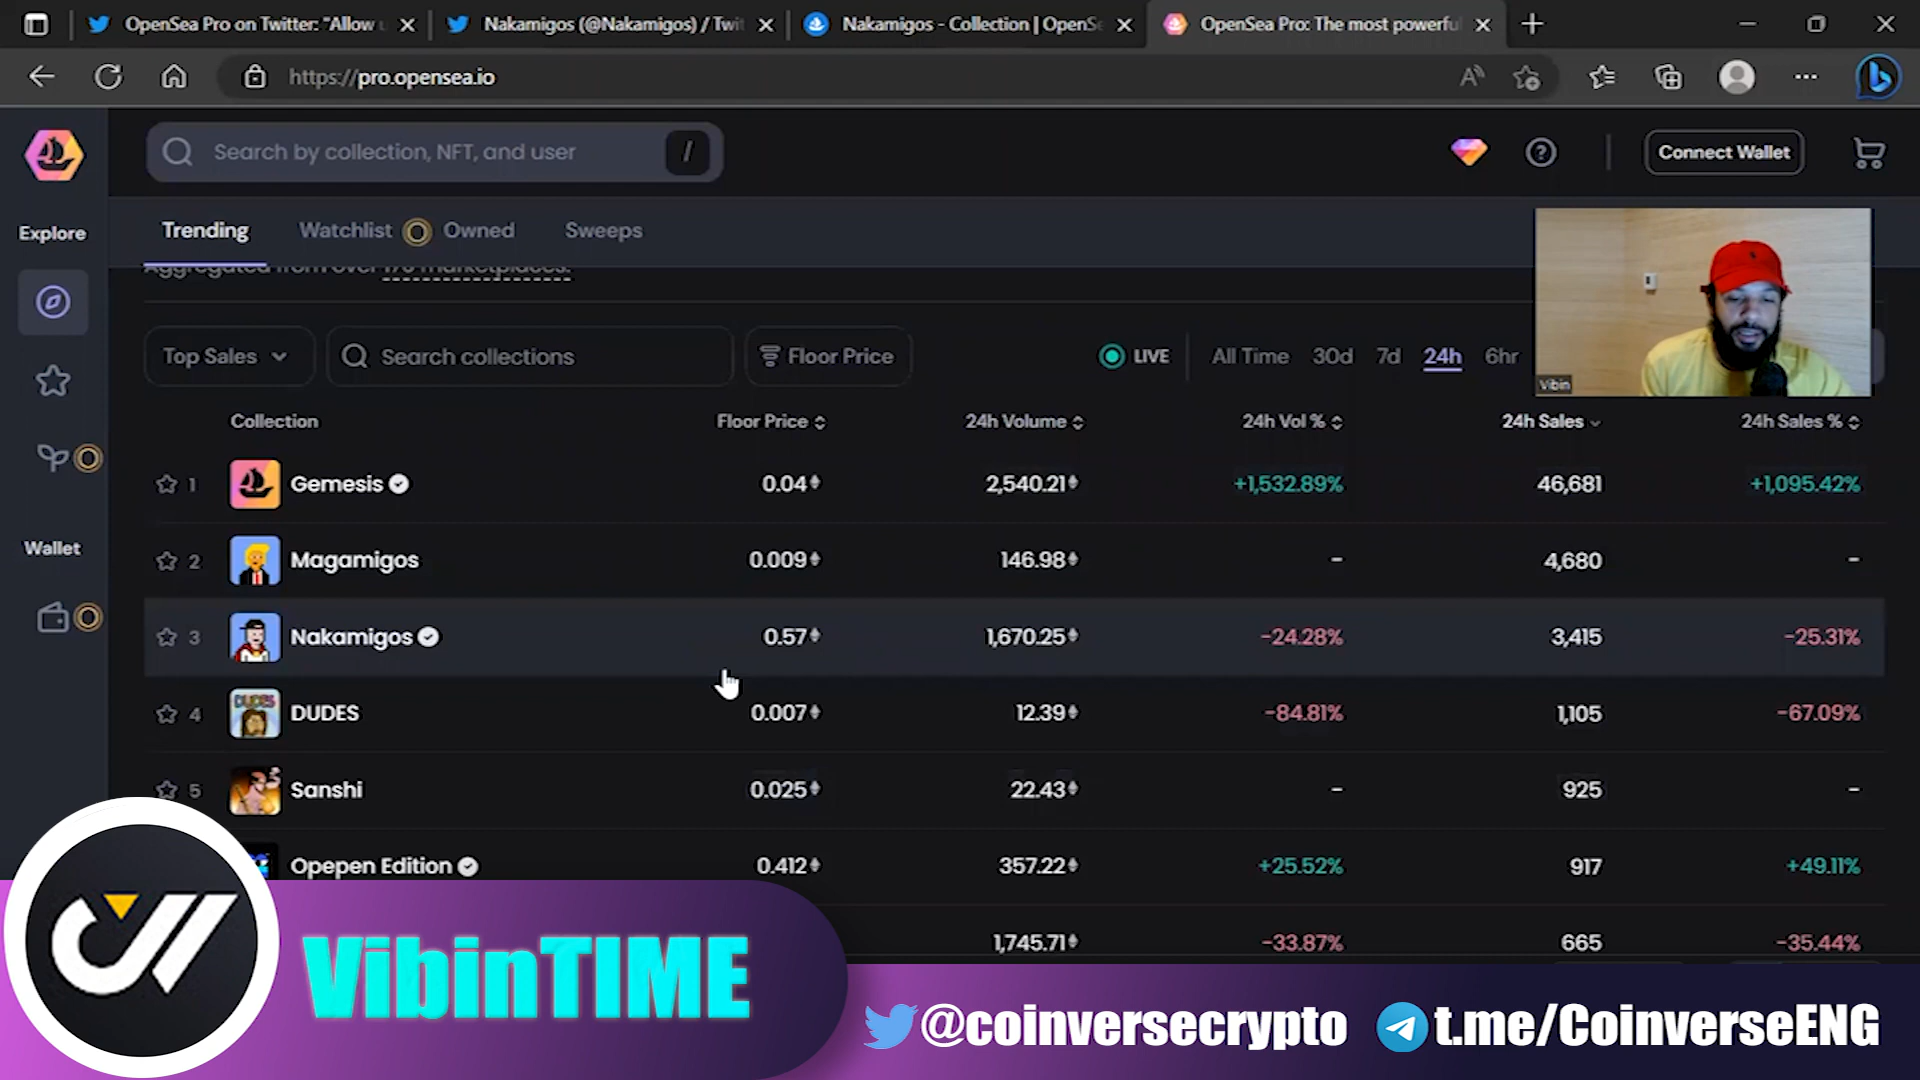 OpenSea Pro on Twitter: "Allow u
Nakamigos (@Nakamigos) / Twit
Nakamigos - Collection | OpenSe
OpenSea Pro: The most powerful
https://pro.opensea.io
Search by collection, NFT, and user
/
Connect Wallet
Explore
Trending
Watchlist
Owned
Sweeps
Aggregated from over 170 marketplaces.
Top Sales
Search collections
Floor Price
LIVE
All Time
30d
7d
24h
6hr
Vibin
Collection
Floor Price
24h Volume
24h Vol %
24h Sales
24h Sales %
1 Gemesis 0.04 2,540.21 +1,532.89% 46,681 +1,095.42%
Wallet
2 Magamigos 0.009 146.98 - 4,680 -
3 Nakamigos 0.57 1,670.25 -24.28% 3,415 -25.31%
4 DUDES 0.007 12.39 -84.81% 1,105 -67.09%
5 Sanshi 0.025 22.43 - 925 -
Opepen Edition 0.412 357.22 +25.52% 917 +49.11%
1,745.71 -33.87% 665 -35.44%
VibinTIME
@coinversecrypto
t.me/CoinverseENG